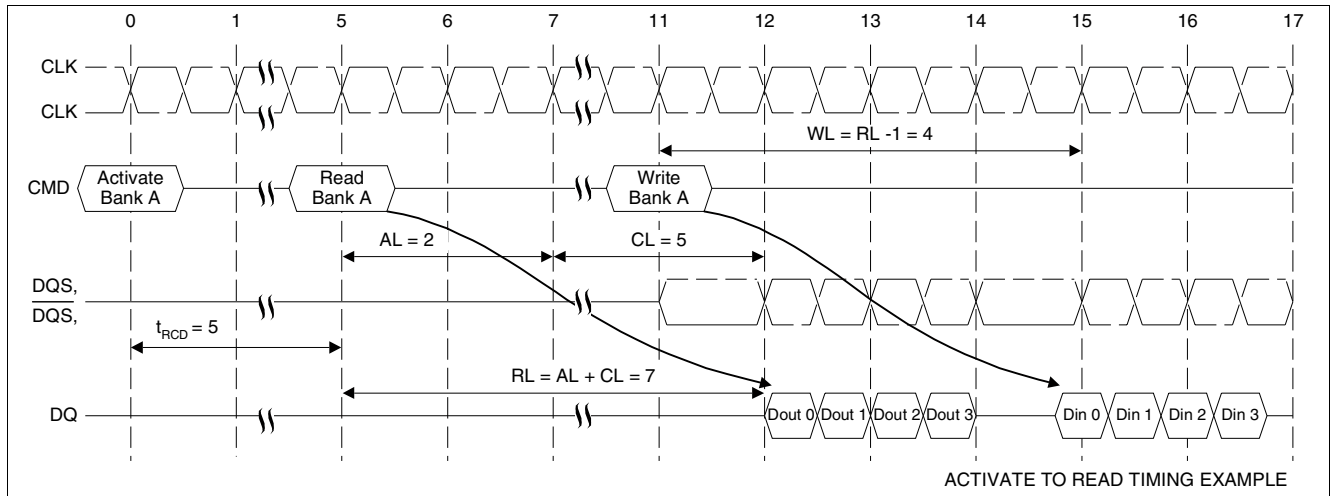 0 1 5 6 7 11 12 13 14 15 16 17
CLK
CLK
WL = RL -1 = 4
CMD
Activate
Bank A
Read
Bank A
Write
Bank A
AL = 2
CL = 5
DQS,
DQS,
tRCD = 5
RL = AL + CL = 7
DQ
Dout 0 Dout 1 Dout 2 Dout 3
Din 0 Din 1 Din 2 Din 3
ACTIVATE TO READ TIMING EXAMPLE